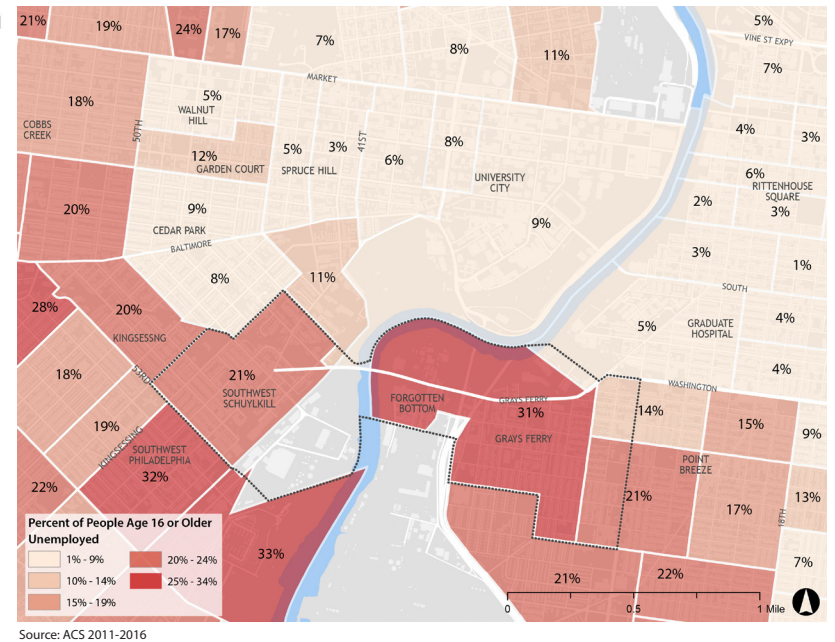 21%
19%
24%
17%
7%
8%
11%
5%
VINE ST EXPY
7%
MARKET
18%
COBBS
CREEK
50TH
5%
WALNUT
HILL
12%
GARDEN COURT
5%
SPRUCE HILL
3%
41ST
6%
8%
UNIVERSITY
CITY
9%
4%
3%
6%
RITTENHOUSE
SQUARE
2%
3%
20%
9%
CEDAR PARK
BALTIMORE
8%
11%
3%
1%
SOUTH
28%
20%
KINGSESSNG
5%
GRADUATE
HOSPITAL
4%
4%
WASHINGTON
18%
53RD
21%
SOUTHWEST
SCHUYLKILL
FORGOTTEN
BOTTOM
GRAYS FERRY
31%
GRAYS FERRY
14%
15%
9%
19%
KINGSESSING
SOUTHWEST
PHILADELPHIA
32%
POINT
BREEZE
22%
21%
17%
18TH
13%
33%
7%
21%
22%
Percent of People Age 16 or Older
Unemployed
1% - 9%
20% - 24%
10% - 14%
25% - 34%
15% - 19%
0
0.5
1 Mile
Source: ACS 2011-2016